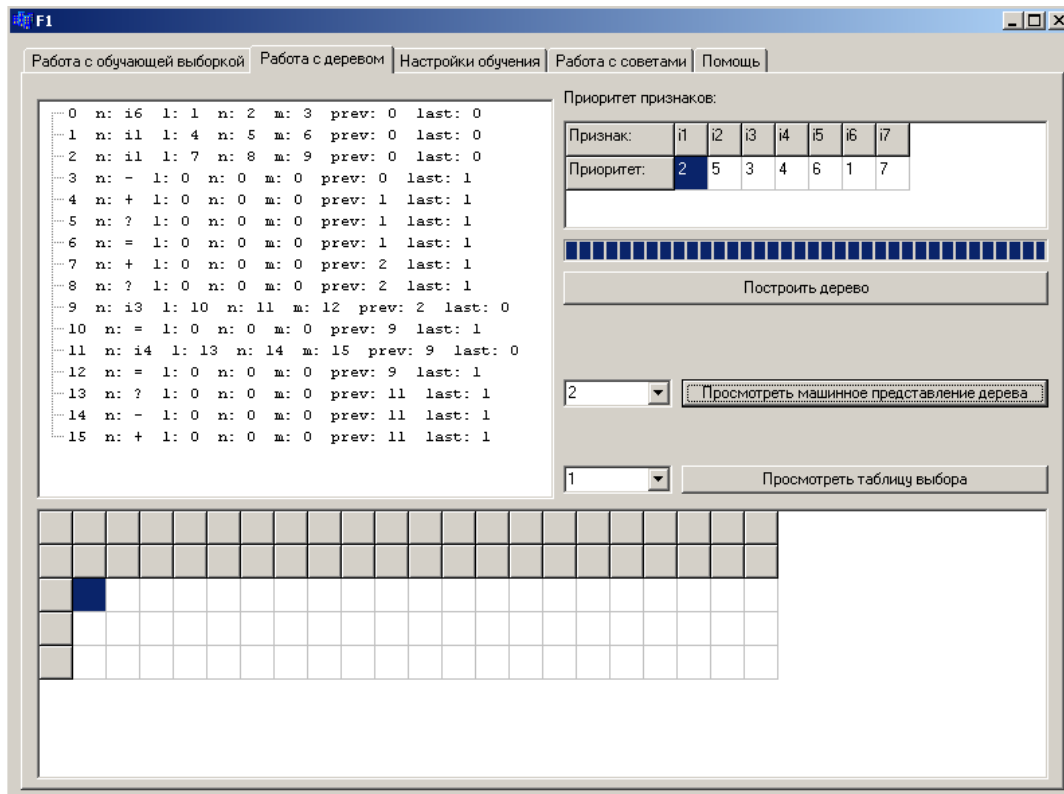 F1
Работа с обучающей выборкой Работа с деревом Настройки обучения Работа с советами Помощь
0 n: i6 l: 1 n: 2 m: 3 prev: 0 last: 0
1 n: i1 l: 4 n: 5 m: 6 prev: 0 last: 0
2 n: i1 l: 7 n: 8 m: 9 prev: 0 last: 0
3 n: - l: 0 n: 0 m: 0 prev: 0 last: 1
4 n: + l: 0 n: 0 m: 0 prev: 1 last: 1
5 n: ? l: 0 n: 0 m: 0 prev: 1 last: 1
6 n: = l: 0 n: 0 m: 0 prev: 1 last: 1
7 n: + l: 0 n: 0 m: 0 prev: 2 last: 1
8 n: ? l: 0 n: 0 m: 0 prev: 2 last: 1
9 n: i3 l: 10 n: 11 m: 12 prev: 2 last: 0
10 n: = l: 0 n: 0 m: 0 prev: 9 last: 1
11 n: i4 l: 13 n: 14 m: 15 prev: 9 last: 0
12 n: = l: 0 n: 0 m: 0 prev: 9 last: 1
13 n: ? l: 0 n: 0 m: 0 prev: 11 last: 1
14 n: - l: 0 n: 0 m: 0 prev: 11 last: 1
15 n: + l: 0 n: 0 m: 0 prev: 11 last: 1
Приоритет признаков:
Признак: i1 i2 i3 i4 i5 i6 i7
Приоритет: 2 5 3 4 6 1 7
Построить дерево
2 Просмотреть машинное представление дерева
1 Просмотреть таблицу выбора